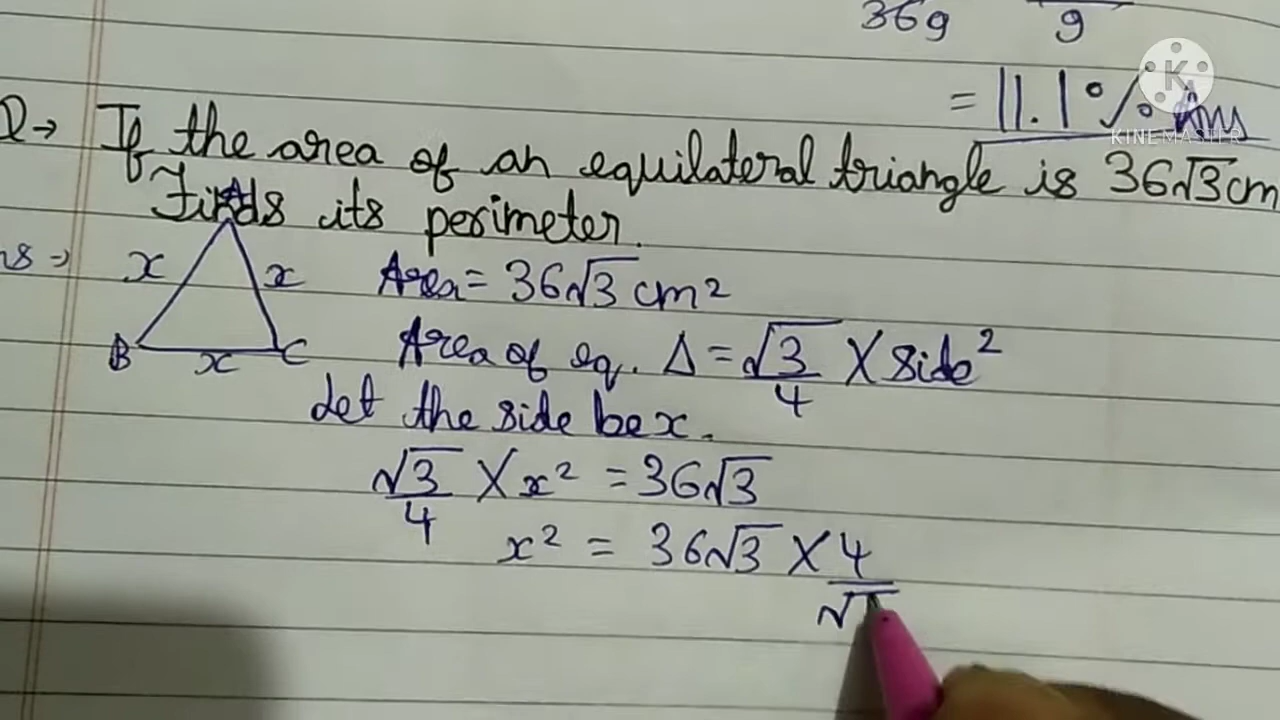 36g 9
= 11.1% Ans
K
KINEMASTER
Q→ If the area of an equilateral triangle is 36√3 cm
Finds its perimeter.
ns→ x x Area = 36√3 cm²
B x C Area of eq. Δ = √3/4 × side²
Let the side be x.
√3/4 × x² = 36√3
x² = 36√3 × 4/√